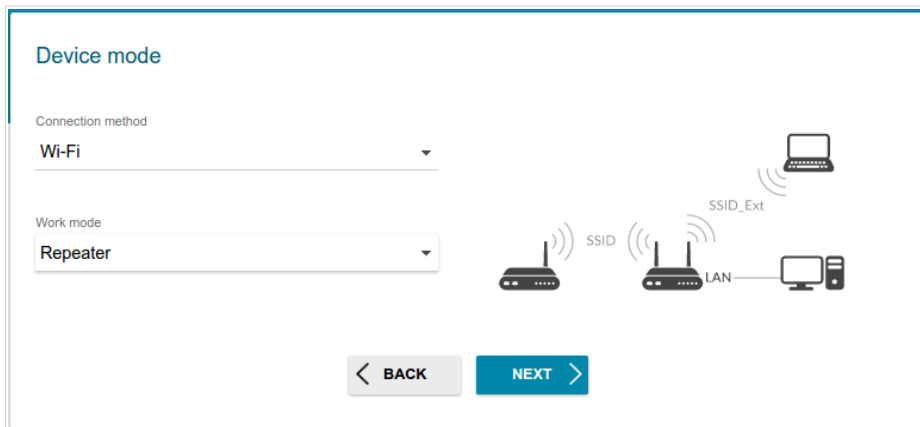 Device mode
Connection method
Wi-Fi
Work mode
Repeater
SSID
SSID_Ext
LAN
BACK
NEXT